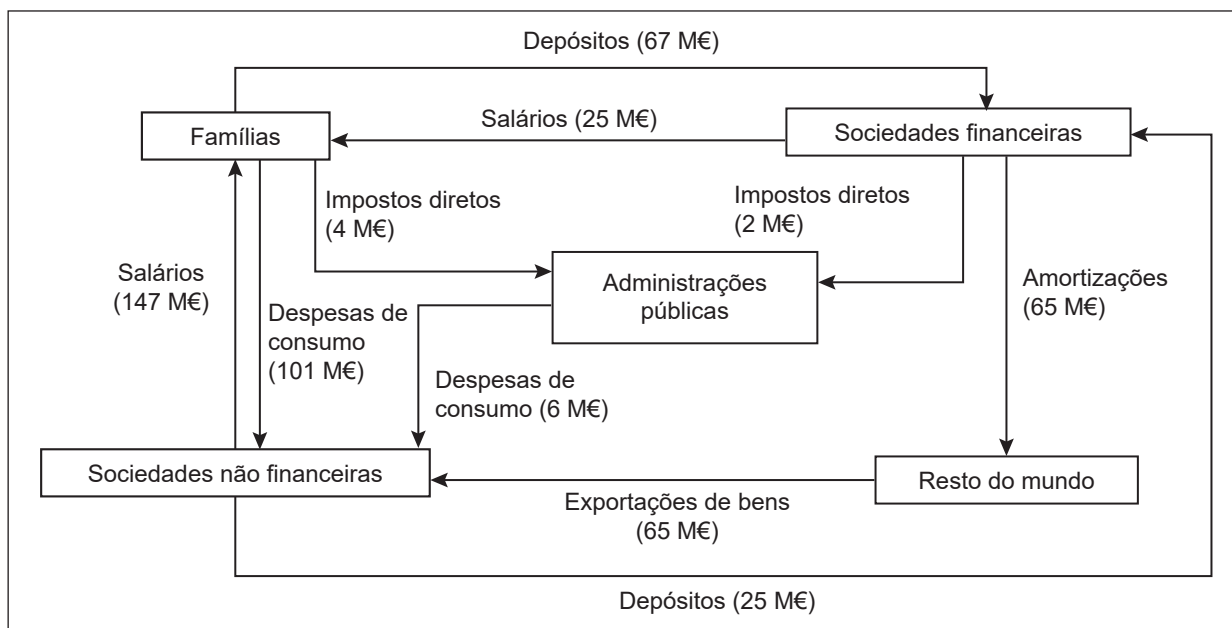 Depósitos (67 M€)
Famílias
Salários (25 M€)
Sociedades financeiras
Impostos diretos
(4 M€)
Impostos diretos
(2 M€)
Salários
(147 M€)
Despesas de
consumo
(101 M€)
Administrações
públicas
Amortizações
(65 M€)
Despesas de
consumo (6 M€)
Sociedades não financeiras
Resto do mundo
Exportações de bens
(65 M€)
Depósitos (25 M€)